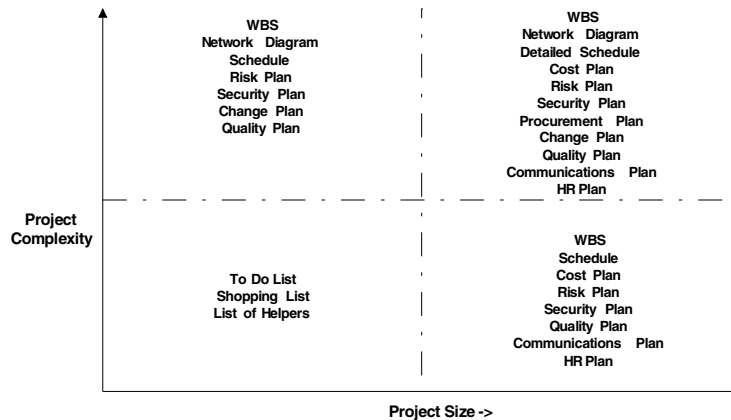 WBS
Network Diagram
Schedule
Risk Plan
Security Plan
Change Plan
Quality Plan
WBS
Network Diagram
Detailed Schedule
Cost Plan
Risk Plan
Security Plan
Procurement Plan
Change Plan
Quality Plan
Communications Plan
HR Plan
Project
Complexity
To Do List
Shopping List
List of Helpers
WBS
Schedule
Cost Plan
Risk Plan
Security Plan
Quality Plan
Communications Plan
HR Plan
Project Size ->